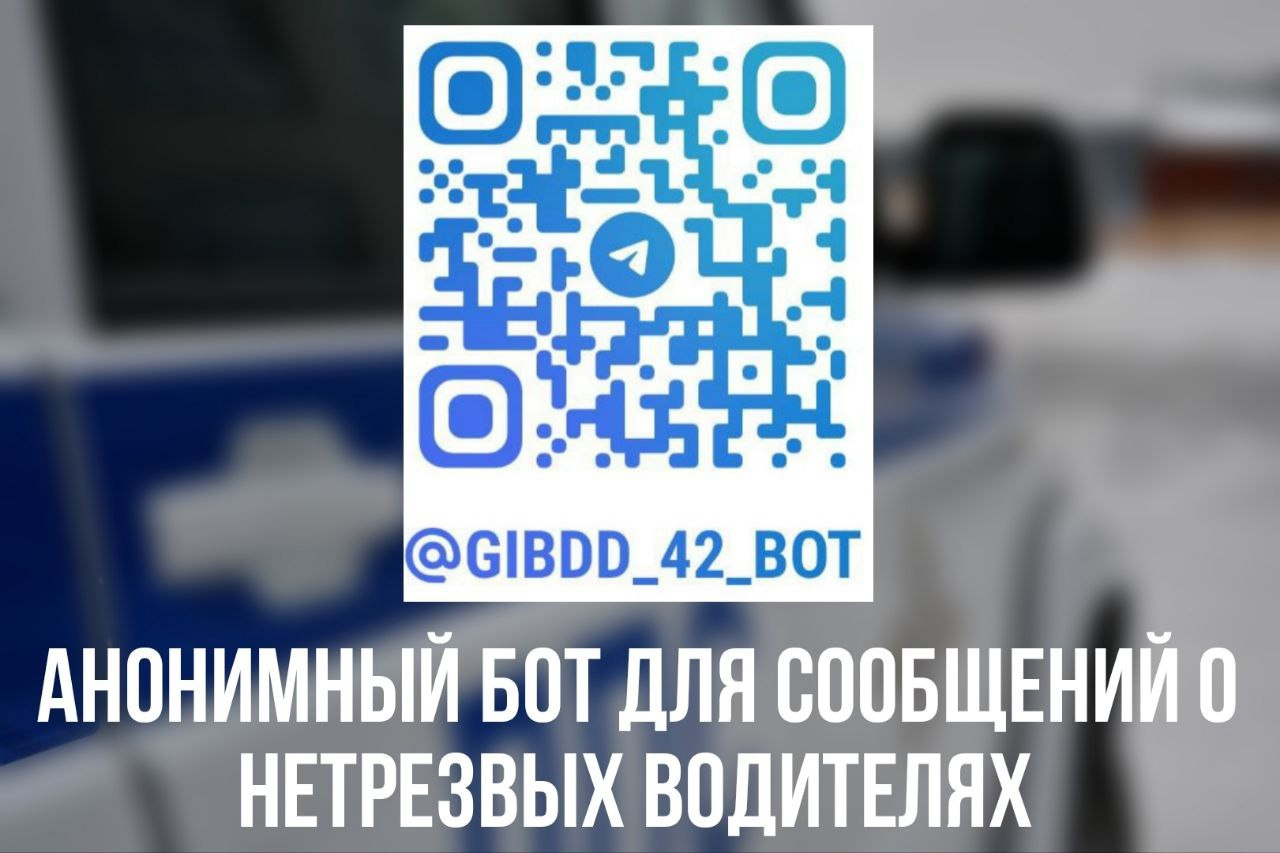 @GIBDD_42_BOT
АНОНИМНЫЙ БОТ ДЛЯ СООБЩЕНИЙ О
НЕТРЕЗВЫХ ВОДИТЕЛЯХ